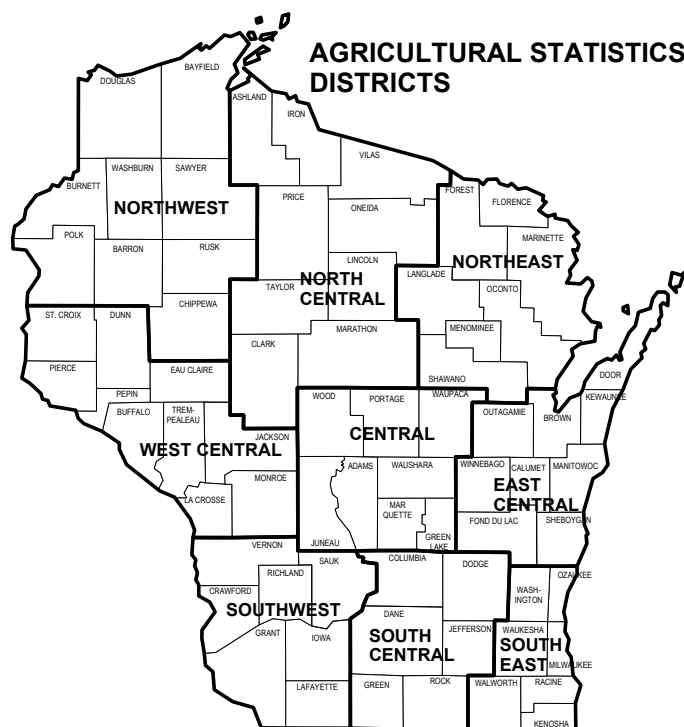 AGRICULTURAL STATISTICS
DISTRICTS
BAYFIELD
DOUGLAS
ASHLAND
IRON
VILAS
WASHBURN
SAWYER
BURNETT
PRICE
FOREST
FLORENCE
ONEIDA
NORTHWEST
POLK
BARRON
RUSK
MARINETTE
LINCOLN
NORTHEAST
LANGLADE
TAYLOR
NORTH
CENTRAL
OCONTO
CHIPPEWA
ST. CROIX
DUNN
CLARK
MARATHON
MENOMINEE
PIERCE
EAU CLAIRE
SHAWANO
DOOR
PEPIN
WOOD
PORTAGE
WAUPACA
KEWAUNEE
BUFFALO
TREM-
PEALEAU
OUTAGAMIE
BROWN
JACKSON
CENTRAL
WEST CENTRAL
ADAMS
WAUSHARA
WINNEBAGO
CALUMET
MANITOWOC
MONROE
EAST
CENTRAL
LA CROSSE
MAR
QUETTE
FOND DU LAC
SHEBOYGAN
JUNEAU
GREEN
LAKE
VERNON
SAUK
COLUMBIA
DODGE
RICHLAND
OZAUKEE
CRAWFORD
WASH-
INGTON
SOUTHWEST
DANE
GRANT
IOWA
JEFFERSON
WAUKESHA
SOUTH
CENTRAL
SOUTH
EAST
MILWAUKEE
LAFAYETTE
GREEN
ROCK
WALWORTH
RACINE
KENOSHA